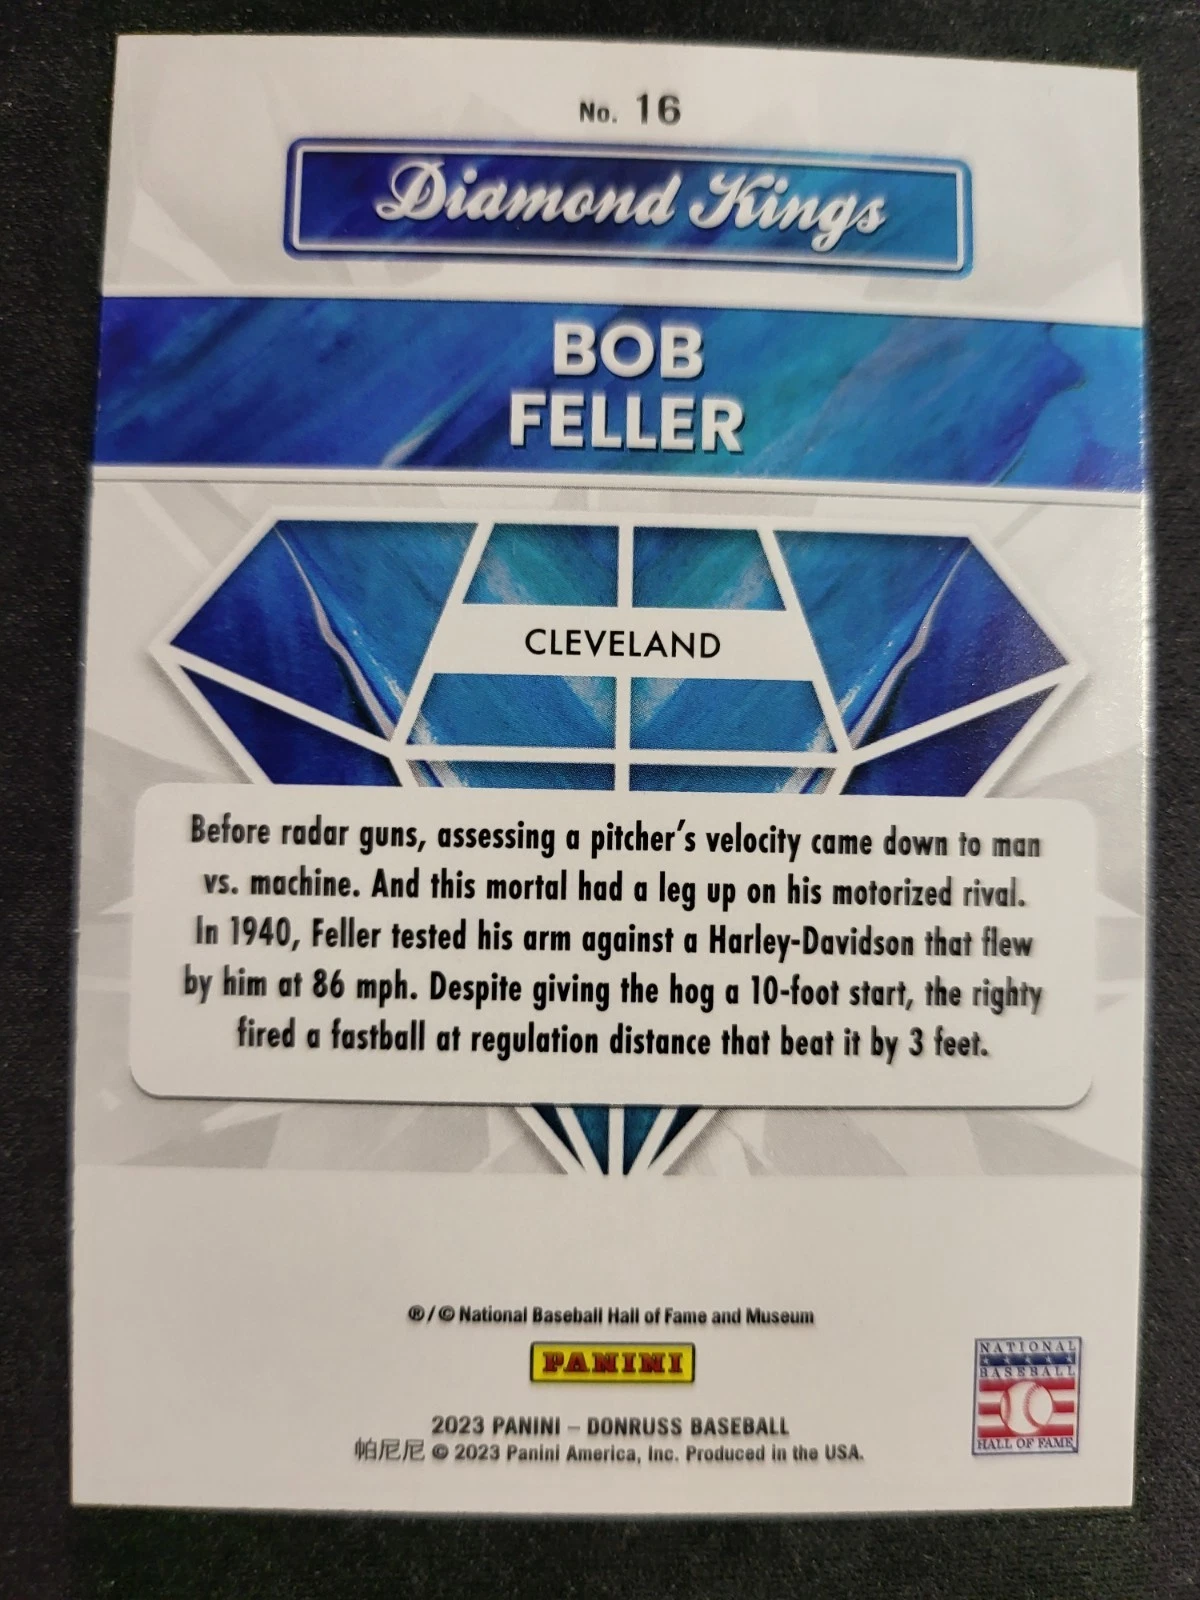 No. 16
Diamond Kings
BOB
FELLER
CLEVELAND
Before radar guns, assessing a pitcher's velocity came down to man
vs. machine. And this mortal had a leg up on his motorized rival.
In 1940, Feller tested his arm against a Harley-Davidson that flew
by him at 86 mph. Despite giving the hog a 10-foot start, the righty
fired a fastball at regulation distance that beat it by 3 feet.
®/© National Baseball Hall of Fame and Museum
PANINI
NATIONAL
BASEBALL
HALL OF FAME
2023 PANINI – DONRUSS BASEBALL
帕尼尼 © 2023 Panini America, Inc. Produced in the USA.